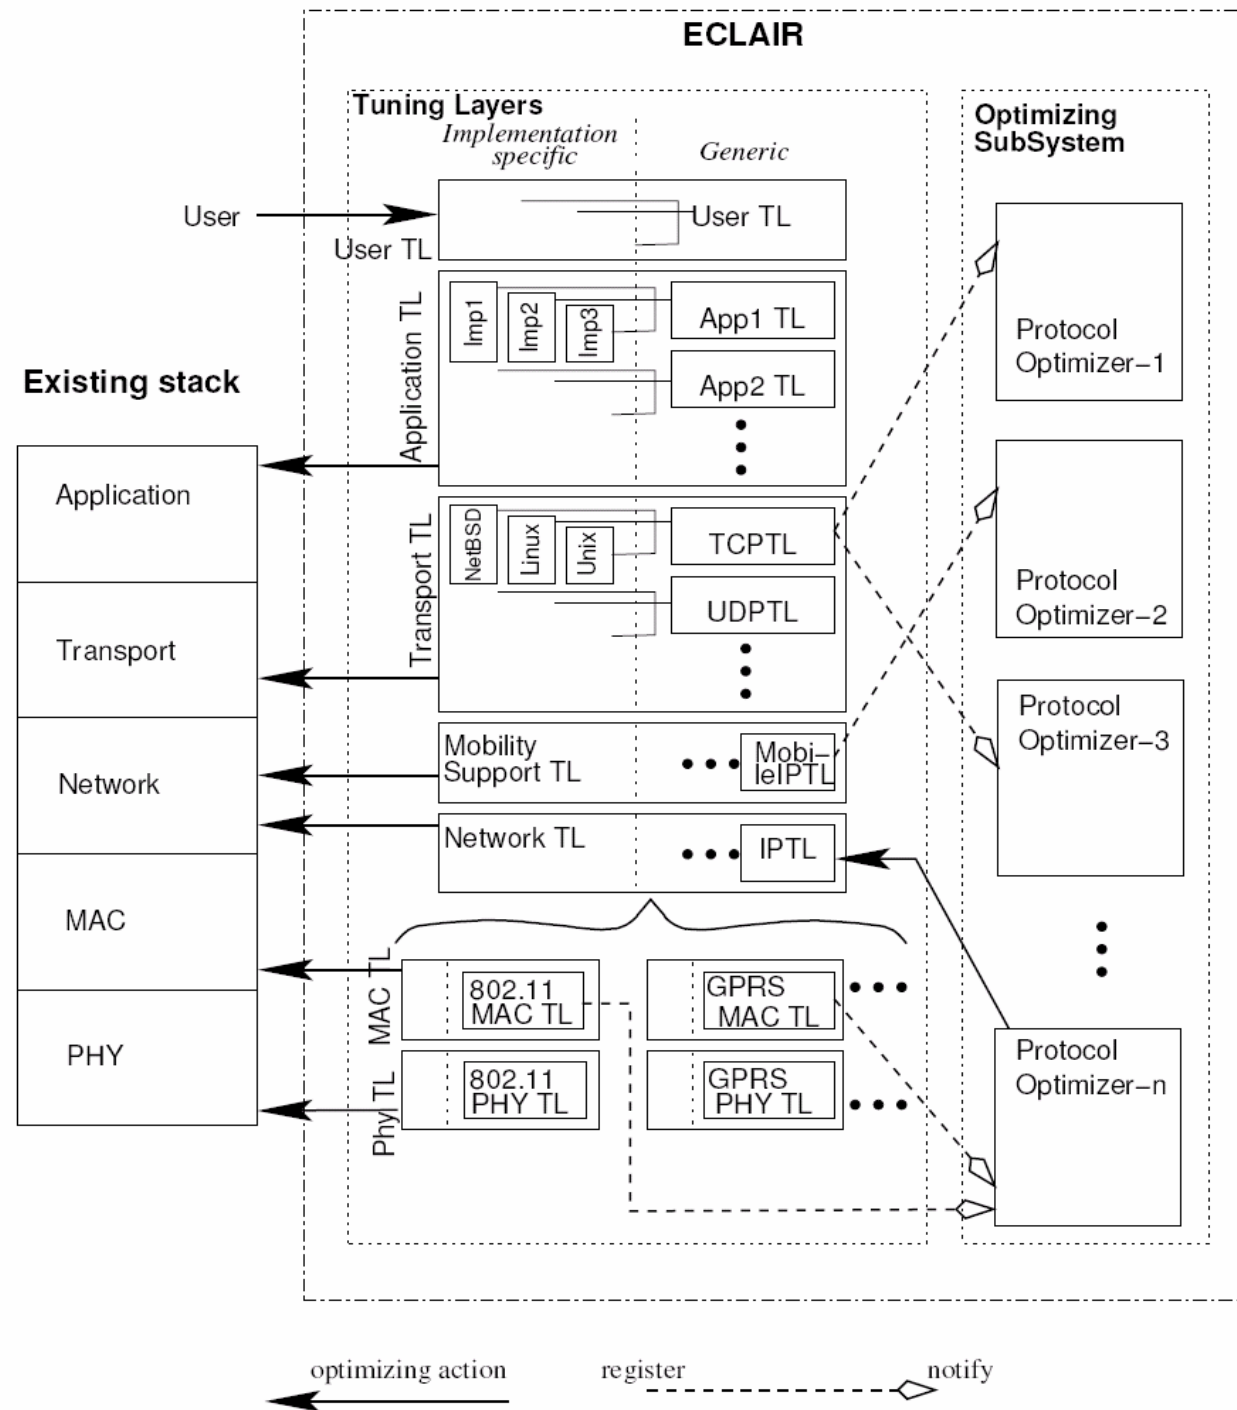 ECLAIR
Tuning Layers
Implementation
specific
Generic
Optimizing
SubSystem
User
User TL
User TL
Application TL
Imp1
Imp2
Imp3
App1 TL
App2 TL
Existing stack
Application
Transport
Network
MAC
PHY
Transport TL
NetBSD
Linux
Unix
TCPTL
UDPTL
Mobility
Support TL
Mobi–
leIPTL
Network TL
IPTL
MAC TL
802.11
MAC TL
GPRS
MAC TL
Phyl TL
802.11
PHY TL
GPRS
PHY TL
Protocol
Optimizer–1
Protocol
Optimizer–2
Protocol
Optimizer–3
Protocol
Optimizer–n
optimizing action
register
notify